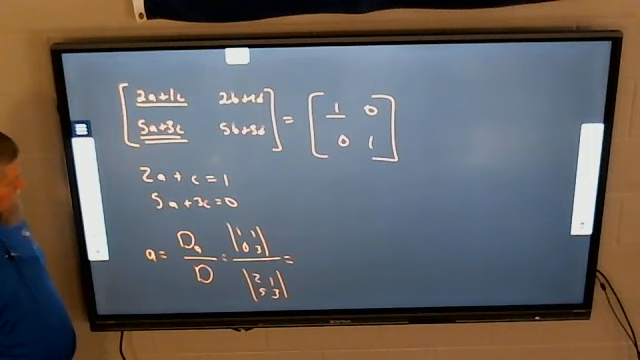 [ 2a+1c 2b+1d ] = [ 1 0 ]
[ 5a+3c 5b+3d ] [ 0 1 ]
2a + c = 1
5a + 3c = 0
a = Da / D = |1 1; 0 3| / |2 1; 5 3| =